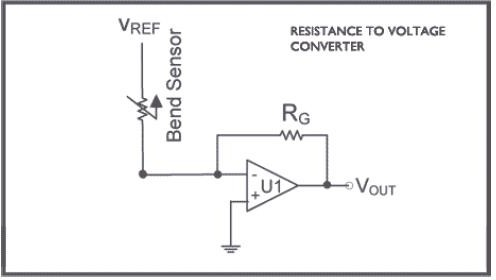 VREF
RESISTANCE TO VOLTAGE
CONVERTER
Bend Sensor
RG
-
U1
+
VOUT